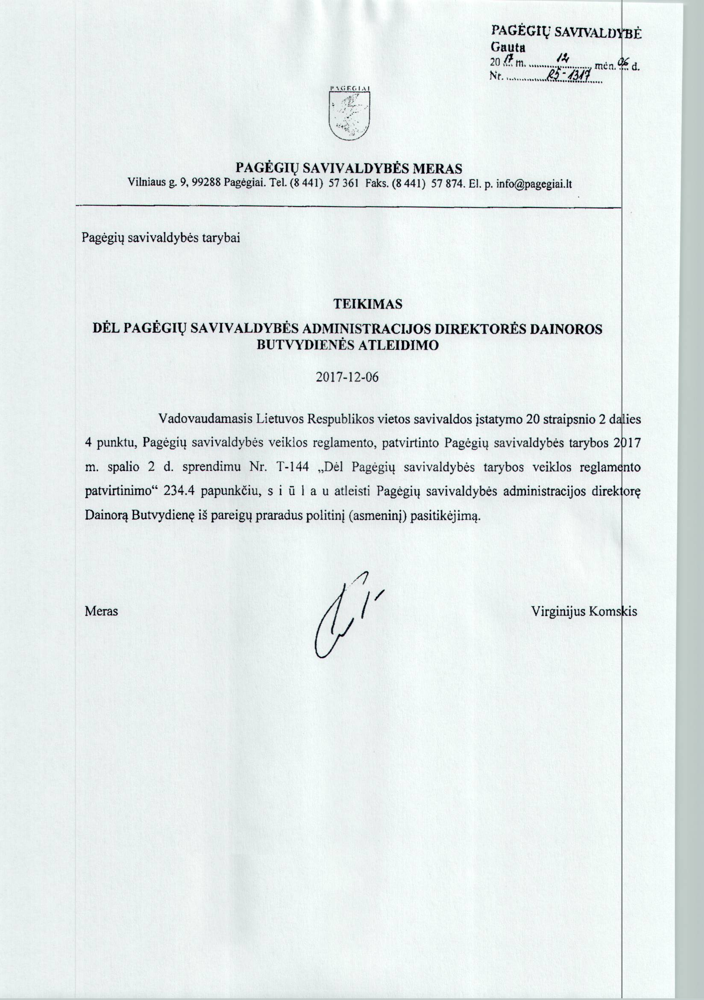 PAGĖGIŲ SAVIVALDYBĖ
Gauta
2017 m. 12 mėn. 06 d.
Nr. R5-1317
PAGĖGIAI
PAGĖGIŲ SAVIVALDYBĖS MERAS
Vilniaus g. 9, 99288 Pagėgiai. Tel. (8 441) 57 361 Faks. (8 441) 57 874. El. p. info@pagegiai.lt
Pagėgių savivaldybės tarybai
TEIKIMAS
DĖL PAGĖGIŲ SAVIVALDYBĖS ADMINISTRACIJOS DIREKTORĖS DAINOROS
BUTVYDIENĖS ATLEIDIMO
2017-12-06
Vadovaudamasis Lietuvos Respublikos vietos savivaldos įstatymo 20 straipsnio 2 dalies
4 punktu, Pagėgių savivaldybės veiklos reglamento, patvirtinto Pagėgių savivaldybės tarybos 2017
m. spalio 2 d. sprendimu Nr. T-144 „Dėl Pagėgių savivaldybės tarybos veiklos reglamento
patvirtinimo“ 234.4 papunkčiu, s i ū l a u atleisti Pagėgių savivaldybės administracijos direktorę
Dainorą Butvydienę iš pareigų praradus politinį (asmeninį) pasitikėjimą.
Meras
Virginijus Komskis